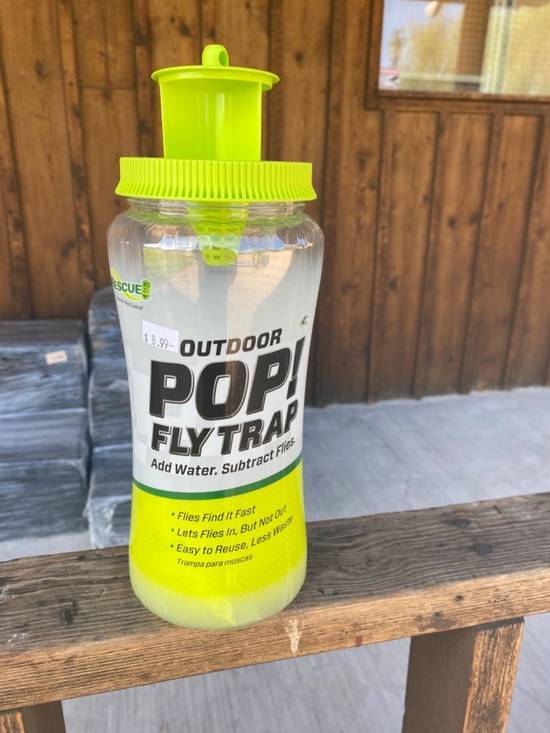 ESCUE!
$ 8.99-
OUTDOOR
POP!
FLY TRAP
Add Water. Subtract Flies.
* Flies Find It Fast
* Lets Flies In, But Not Out
* Easy to Reuse, Less Waste
Trampa para moscas